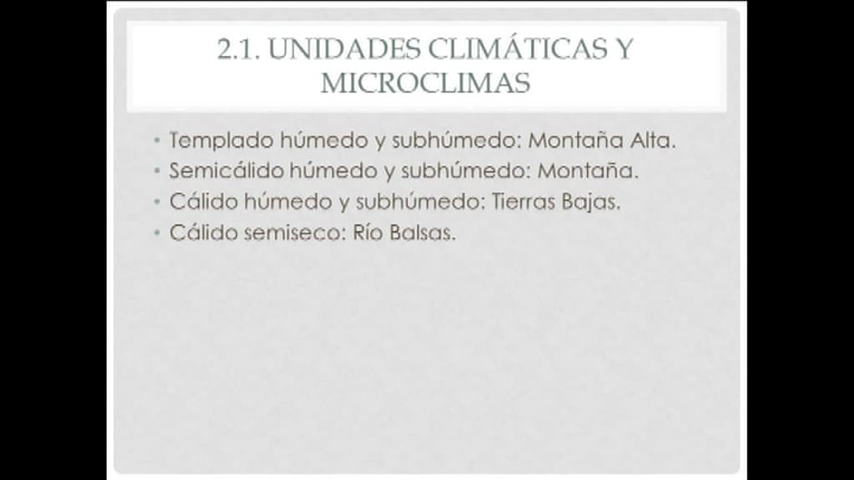 2.1. UNIDADES CLIMÁTICAS Y
MICROCLIMAS
• Templado húmedo y subhúmedo: Montaña Alta.
• Semicálido húmedo y subhúmedo: Montaña.
• Cálido húmedo y subhúmedo: Tierras Bajas.
• Cálido semiseco: Río Balsas.